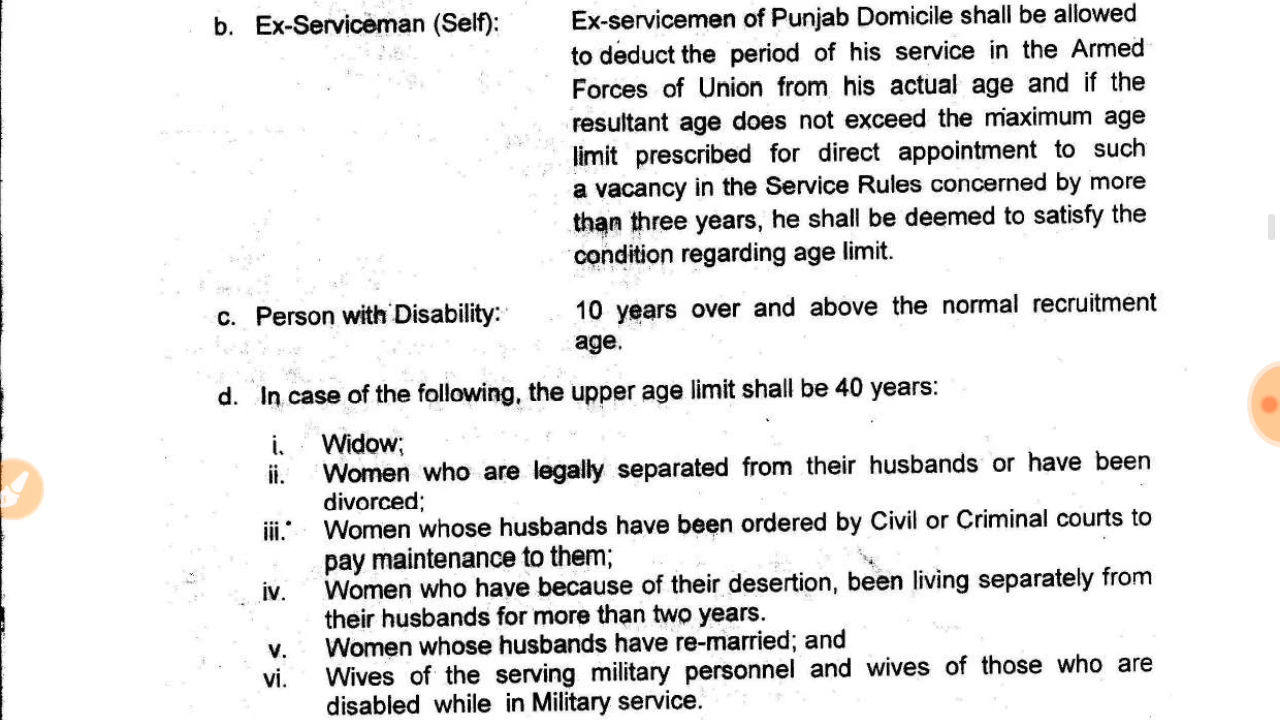 b. Ex-Serviceman (Self): Ex-servicemen of Punjab Domicile shall be allowed
to deduct the period of his service in the Armed
Forces of Union from his actual age and if the
resultant age does not exceed the maximum age
limit prescribed for direct appointment to such
a vacancy in the Service Rules concerned by more
than three years, he shall be deemed to satisfy the
condition regarding age limit.
c. Person with Disability: 10 years over and above the normal recruitment
age.
d. In case of the following, the upper age limit shall be 40 years:
i. Widow;
ii. Women who are legally separated from their husbands or have been
divorced;
iii. Women whose husbands have been ordered by Civil or Criminal courts to
pay maintenance to them;
iv. Women who have because of their desertion, been living separately from
their husbands for more than two years.
v. Women whose husbands have re-married; and
vi. Wives of the serving military personnel and wives of those who are
disabled while in Military service.